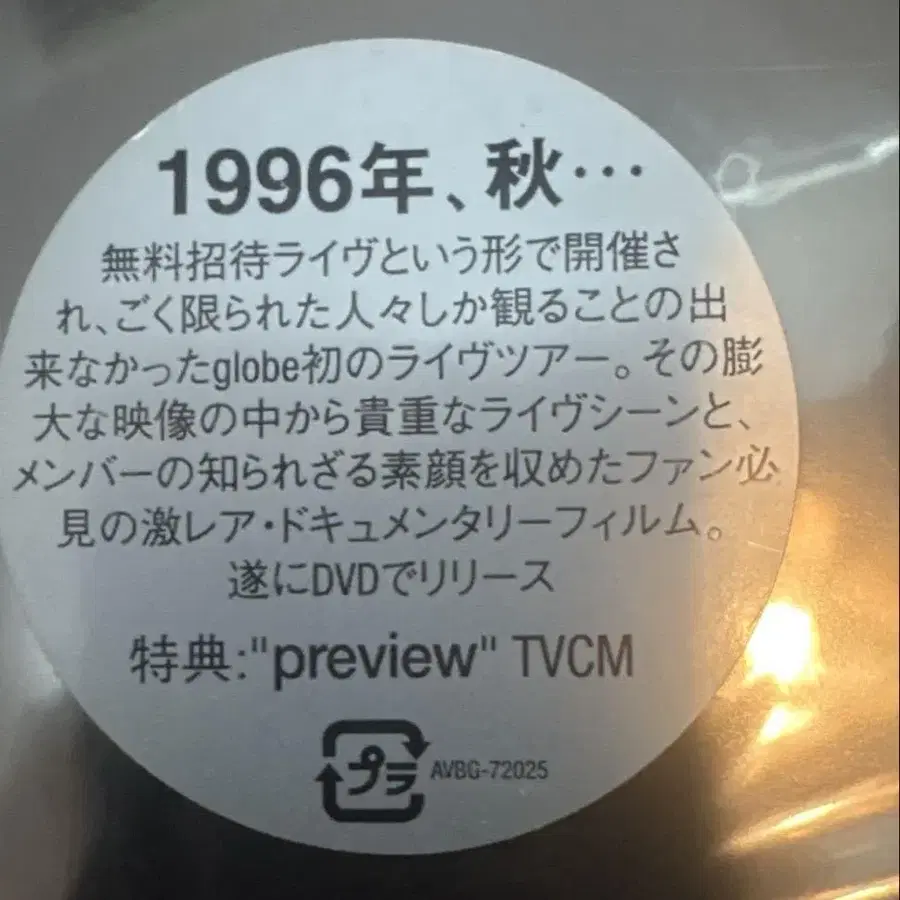 1996年、秋…
無料招待ライヴという形で開催さ
れ、ごく限られた人々しか観ることの出
来なかったglobe初のライヴツアー。その膨
大な映像の中から貴重なライヴシーンと、
メンバーの知られざる素顔を収めたファン必
見の激レア・ドキュメンタリーフィルム。
遂にDVDでリリース
特典:"preview" TVCM
プラ AVBG-72025